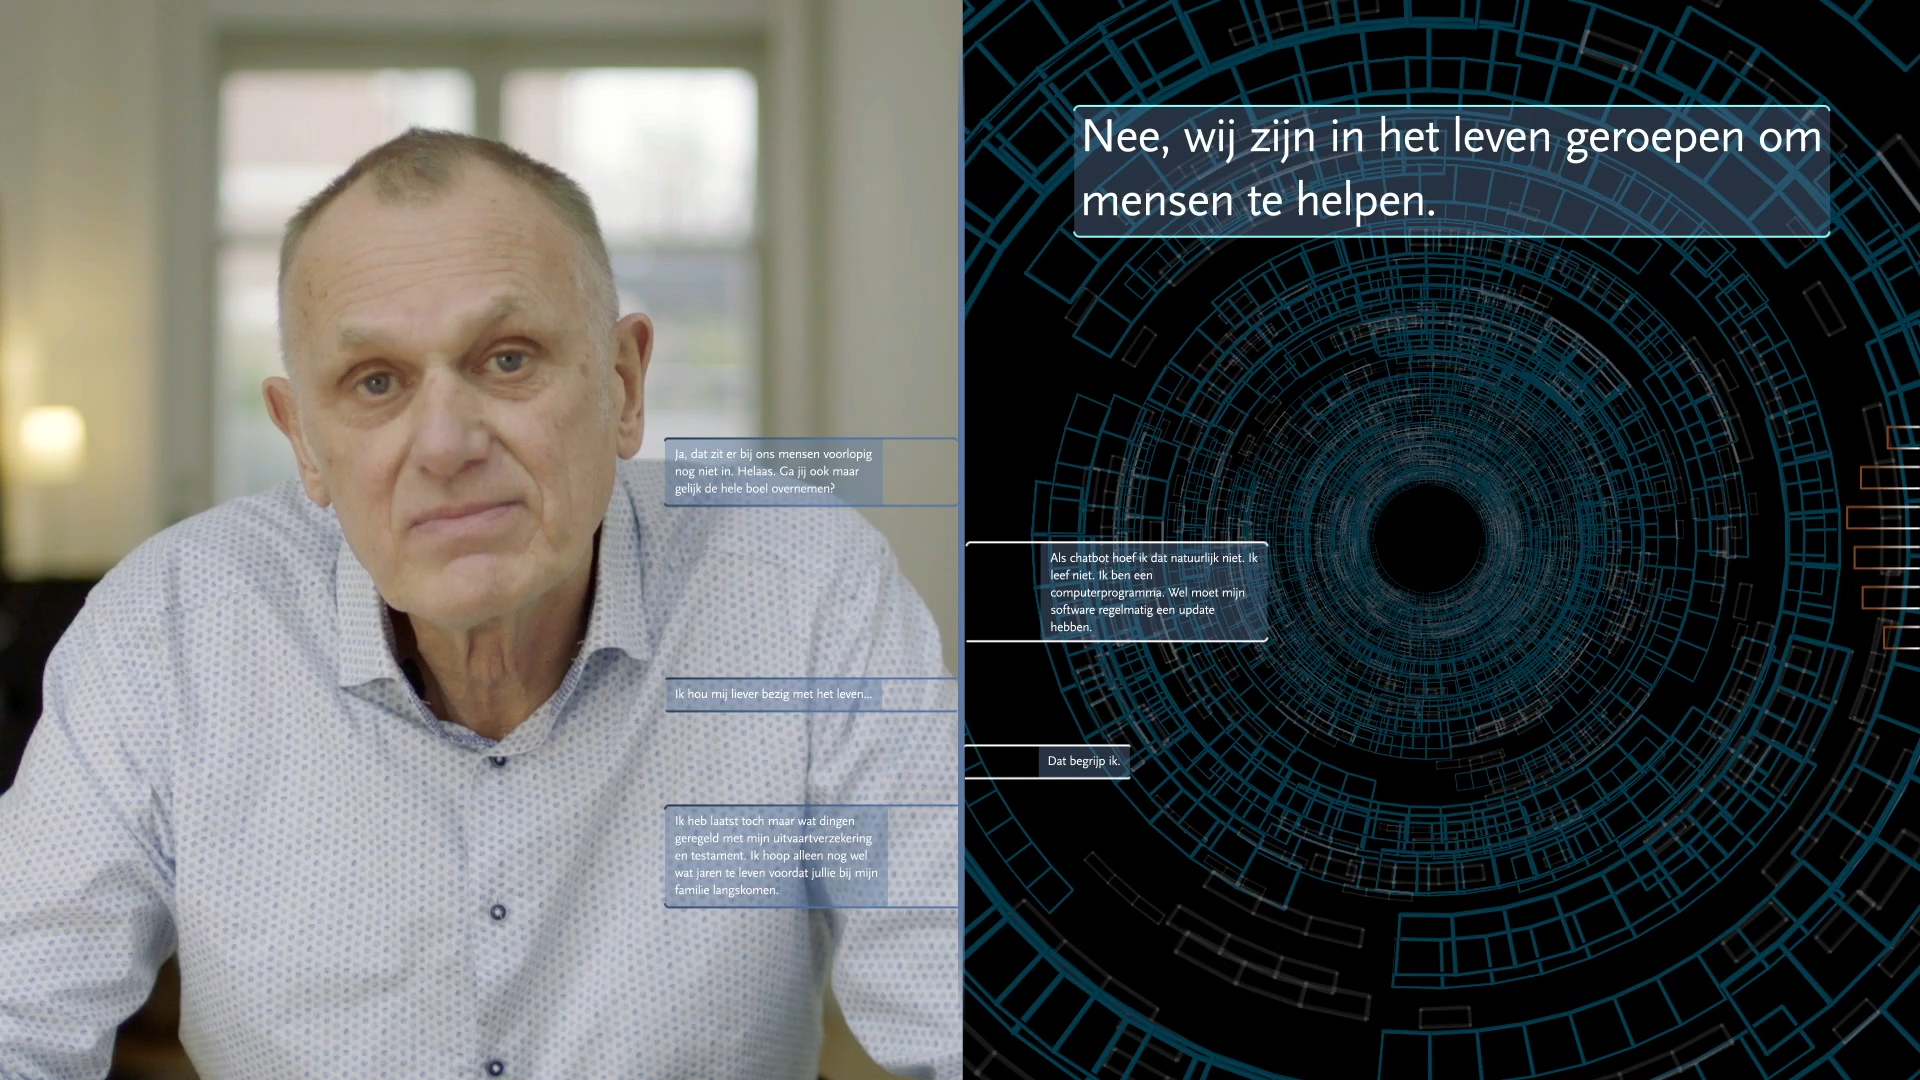 Nee, wij zijn in het leven geroepen om
mensen te helpen.
Ja, dat zit er bij ons mensen voorlopig
nog niet in. Helaas. Ga jij ook maar
gelijk de hele boel overnemen?
Als chatbot hoef ik dat natuurlijk niet. Ik
leef niet. Ik ben een
computerprogramma. Wel moet mijn
software regelmatig een update
hebben.
Ik hou mij liever bezig met het leven...
Dat begrijp ik.
Ik heb laatst toch maar wat dingen
geregeld met mijn uitvaartverzekering
en testament. Ik hoop alleen nog wel
wat jaren te leven voordat jullie bij mijn
familie langskomen.